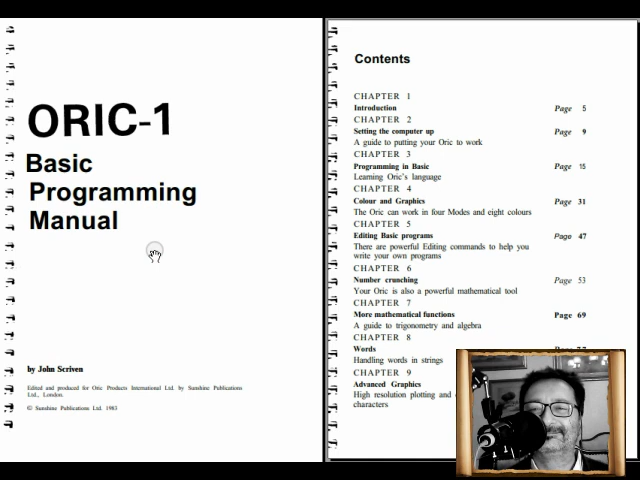 ORIC-1
Basic
Programming
Manual
by John Scriven
Edited and produced for Oric Products International Ltd. by Sunshine Publications
Ltd., London.
© Sunshine Publications Ltd. 1983
Contents
CHAPTER 1
Introduction Page 5
CHAPTER 2
Setting the computer up Page 9
A guide to putting your Oric to work
CHAPTER 3
Programming in Basic Page 15
Learning Oric's language
CHAPTER 4
Colour and Graphics Page 31
The Oric can work in four Modes and eight colours
CHAPTER 5
Editing Basic programs Page 47
There are powerful Editing commands to help you
write your own programs
CHAPTER 6
Number crunching Page 53
Your Oric is also a powerful mathematical tool
CHAPTER 7
More mathematical functions Page 69
A guide to trigonometry and algebra
CHAPTER 8
Words
Handling words in strings
CHAPTER 9
Advanced Graphics
High resolution plotting and
characters